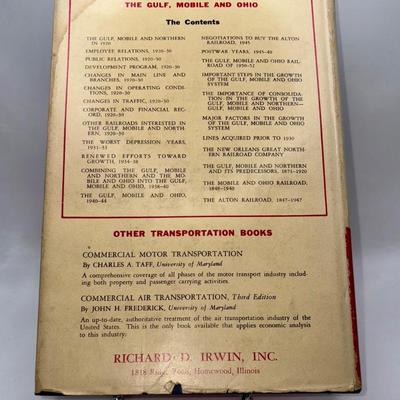 THE GULF, MOBILE AND OHIO
The Contents
THE GULF, MOBILE AND NORTHERN
IN 1920
EMPLOYEE RELATIONS, 1920-30
PUBLIC RELATIONS, 1920-30
DEVELOPMENT PROGRAM, 1920-30
CHANGES IN MAIN LINE AND
BRANCHES, 1920-30
CHANGES IN OPERATING CONDI-
TIONS, 1920-30
CHANGES IN TRAFFIC, 1920-30
CORPORATE AND FINANCIAL REC-
ORD, 1920-30
OTHER RAILROADS INTERESTED IN
THE GULF, MOBILE AND NORTH-
ERN, 1920-30
THE WORST DEPRESSION YEARS,
1931-33
RENEWED EFFORTS TOWARD
GROWTH, 1934-38
COMBINING THE GULF, MOBILE
AND NORTHERN AND THE MO-
BILE AND OHIO INTO THE GULF,
MOBILE AND OHIO, 1938-40
THE GULF, MOBILE AND OHIO,
1940-44
NEGOTIATIONS TO BUY THE ALTON
RAILROAD, 1945
POSTWAR YEARS, 1945-49
THE GULF, MOBILE AND OHIO RAIL-
ROAD OF 1950-52
IMPORTANT STEPS IN THE GROWTH
OF THE GULF, MOBILE AND OHIO
SYSTEM
THE IMPORTANCE OF CONSOLIDA-
TION IN THE GROWTH OF THE
GULF, MOBILE AND NORTHERN—
GULF, MOBILE AND OHIO
MAJOR FACTORS IN THE GROWTH
OF THE GULF, MOBILE AND OHIO
SYSTEM
LINES ACQUIRED PRIOR TO 1930
THE NEW ORLEANS GREAT NORTH-
ERN RAILROAD COMPANY
THE GULF, MOBILE AND NORTHERN
AND ITS PREDECESSORS, 1871-1920
THE MOBILE AND OHIO RAILROAD,
1848-1940
THE ALTON RAILROAD, 1847-1947
OTHER TRANSPORTATION BOOKS
COMMERCIAL MOTOR TRANSPORTATION
By CHARLES A. TAFF, University of Maryland
A comprehensive coverage of all phases of the motor transport industry includ-
ing both property and passenger carrying activities.
COMMERCIAL AIR TRANSPORTATION, Third Edition
By JOHN H. FREDERICK, University of Maryland
An up-to-date, authoritative treatment of the air transportation industry of the
United States. This is the only book available that applies economic analysis
to this industry.
RICHARD D. IRWIN, INC.
1818 Ridge Road, Homewood, Illinois